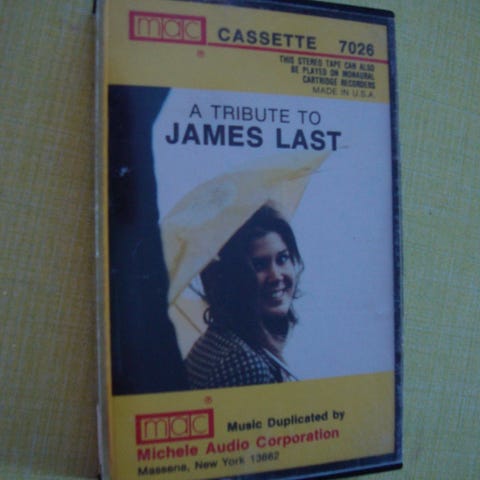 mac® CASSETTE 7026
THIS STEREO TAPE CAN ALSO
BE PLAYED ON MONAURAL
CARTRIDGE RECORDERS
MADE IN U.S.A.
A TRIBUTE TO
JAMES LAST
mac® Music Duplicated by
Michele Audio Corporation
Massena, New York 13662